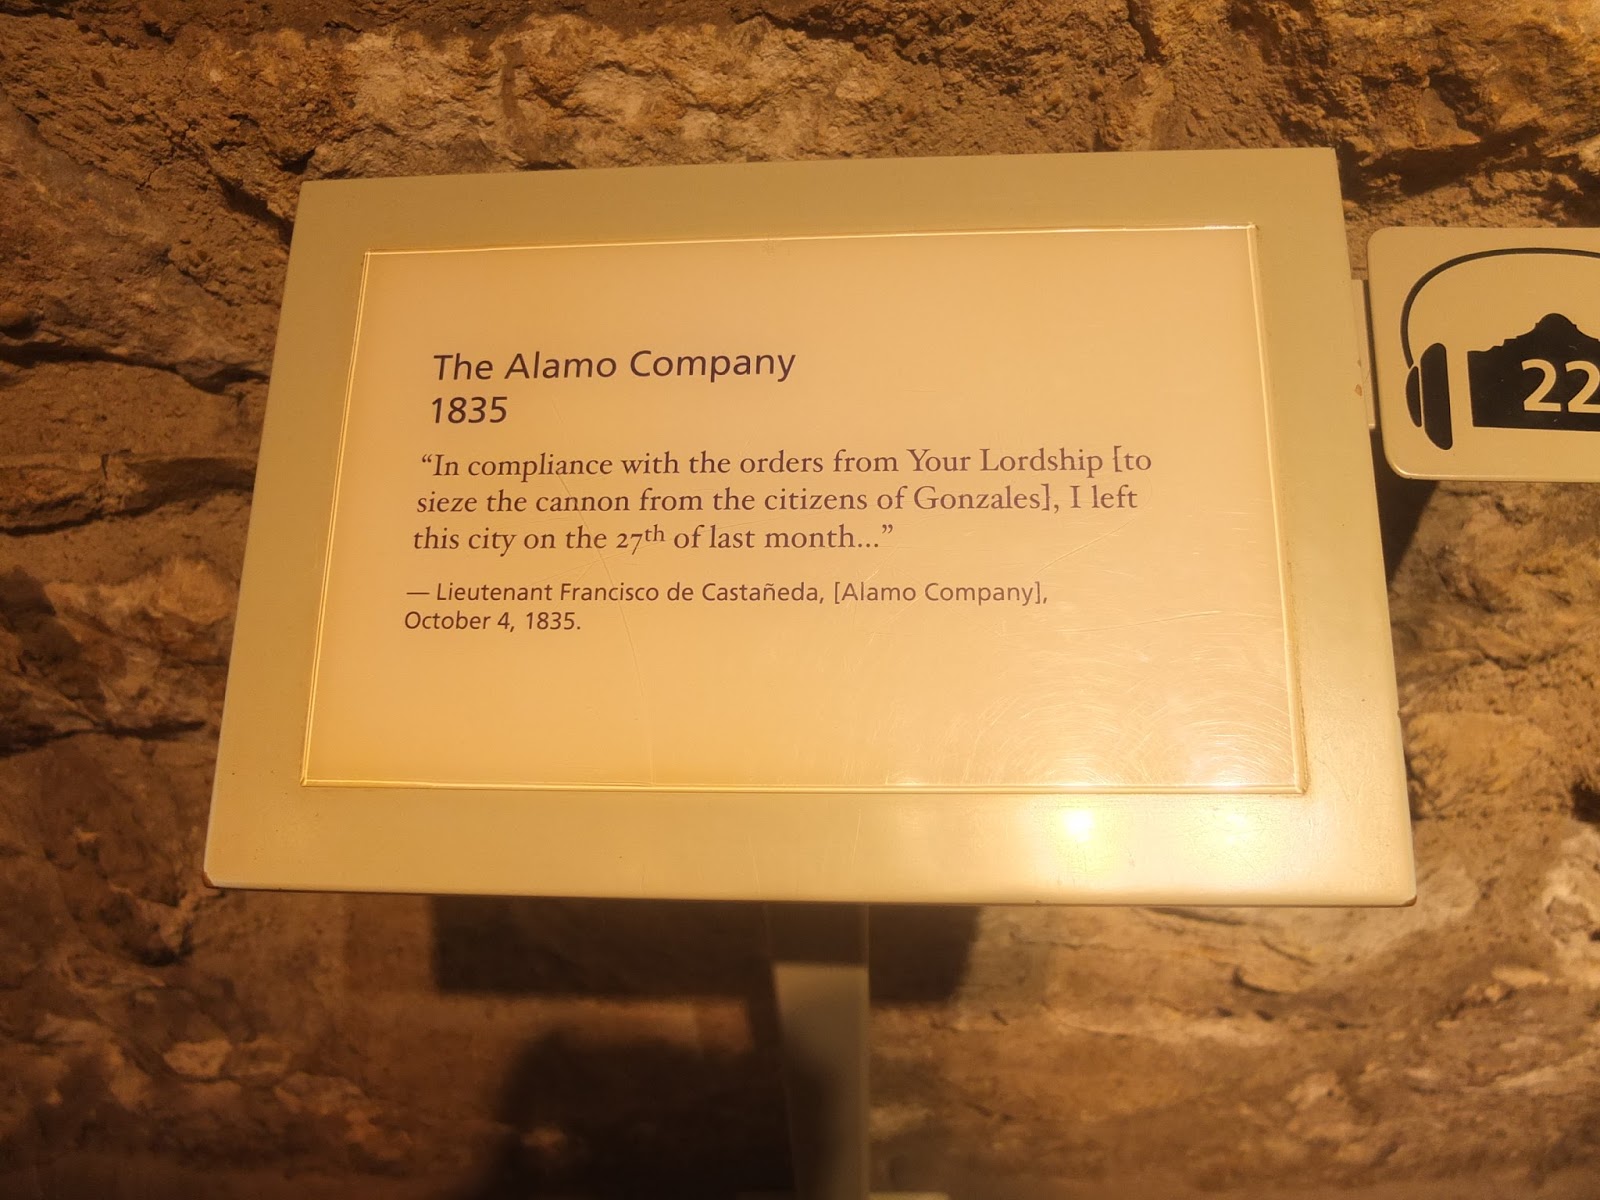 The Alamo Company
1835
“In compliance with the orders from Your Lordship [to
sieze the cannon from the citizens of Gonzales], I left
this city on the 27th of last month...”
— Lieutenant Francisco de Castañeda, [Alamo Company],
October 4, 1835.
22